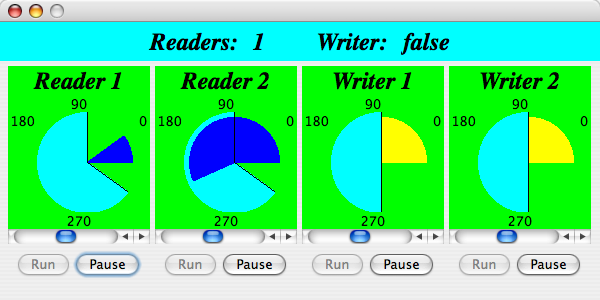 Readers: 1 Writer: false
Reader 1 Reader 2 Writer 1 Writer 2
90 90 90 90
180 0 180 0 180 0 180 0
270 270 270 270
Run Pause Run Pause Run Pause Run Pause